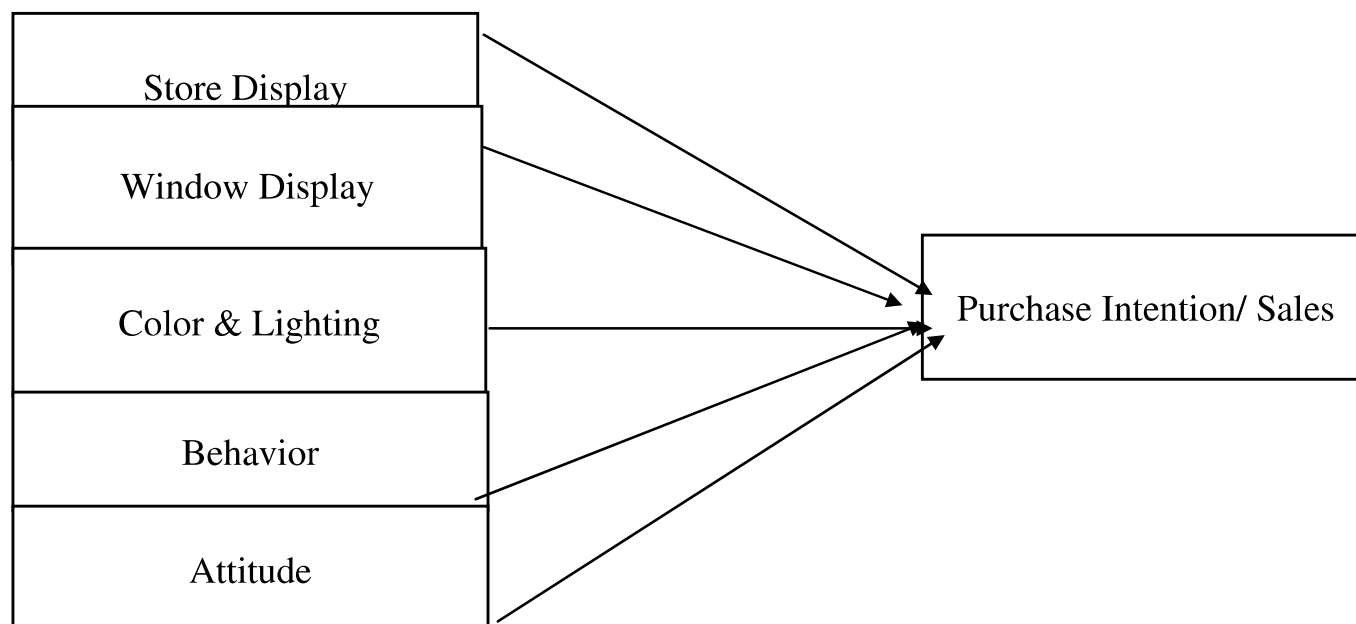 Store Display
Window Display
Color & Lighting
Purchase Intention/ Sales
Behavior
Attitude